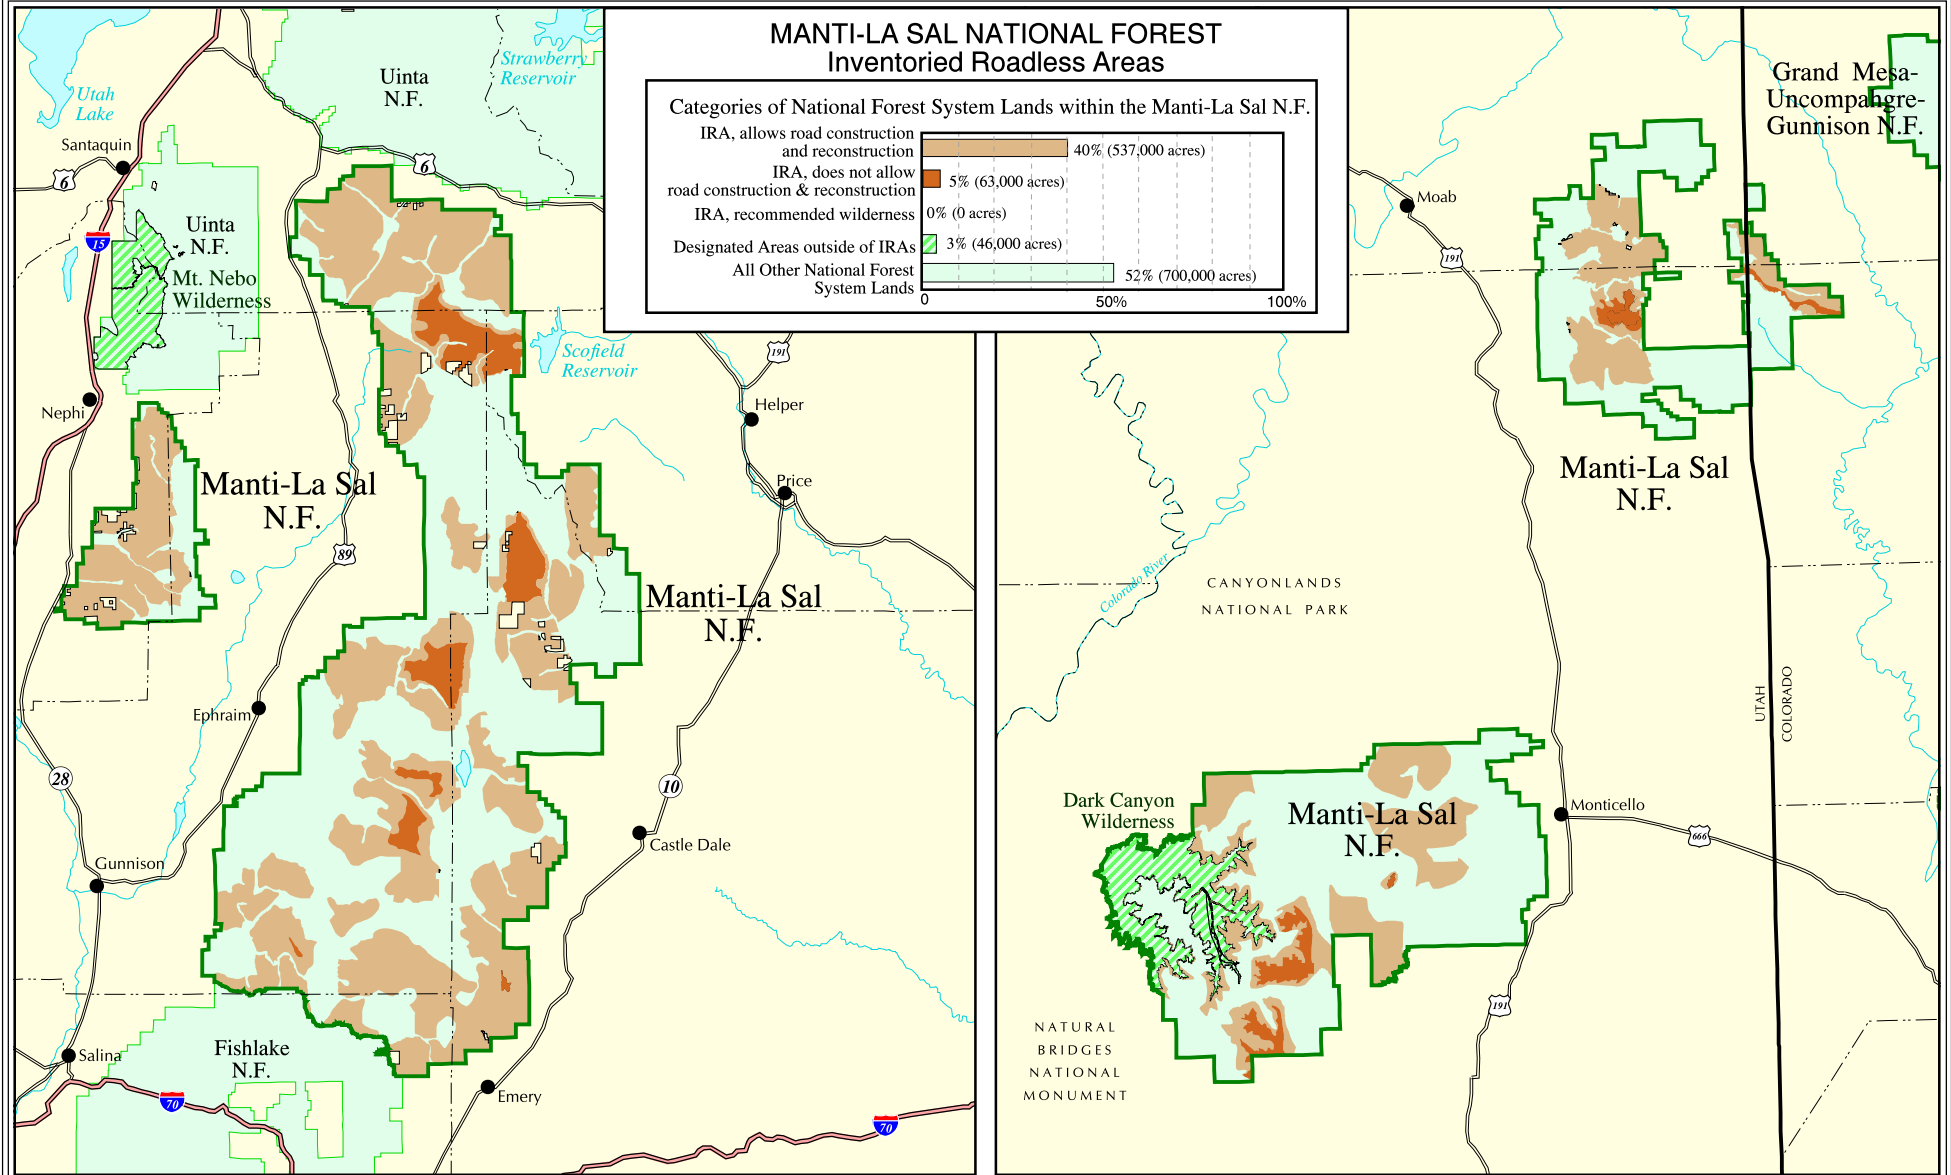 MANTI-LA SAL NATIONAL FOREST
Inventoried Roadless Areas
Categories of National Forest System Lands within the Manti-La Sal N.F.
IRA, allows road construction
and reconstruction
40% (537,000 acres)
IRA, does not allow
road construction & reconstruction
5% (63,000 acres)
IRA, recommended wilderness
0% (0 acres)
Designated Areas outside of IRAs
3% (46,000 acres)
All Other National Forest
System Lands
52% (700,000 acres)
0
50%
100%
Utah
Lake
Uinta
N.F.
Strawberry
Reservoir
Santaquin
6
6
15
Uinta
N.F.
Mt. Nebo
Wilderness
Scofield
Reservoir
191
Nephi
Helper
Manti-La Sal
N.F.
Price
89
Manti-La Sal
N.F.
Ephraim
28
10
Castle Dale
Gunnison
Fishlake
N.F.
Salina
70
Emery
70
Grand Mesa-
Uncompahgre-
Gunnison N.F.
Moab
191
Manti-La Sal
N.F.
Colorado River
CANYONLANDS
NATIONAL PARK
UTAH
COLORADO
Dark Canyon
Wilderness
Manti-La Sal
N.F.
Monticello
666
191
NATURAL
BRIDGES
NATIONAL
MONUMENT